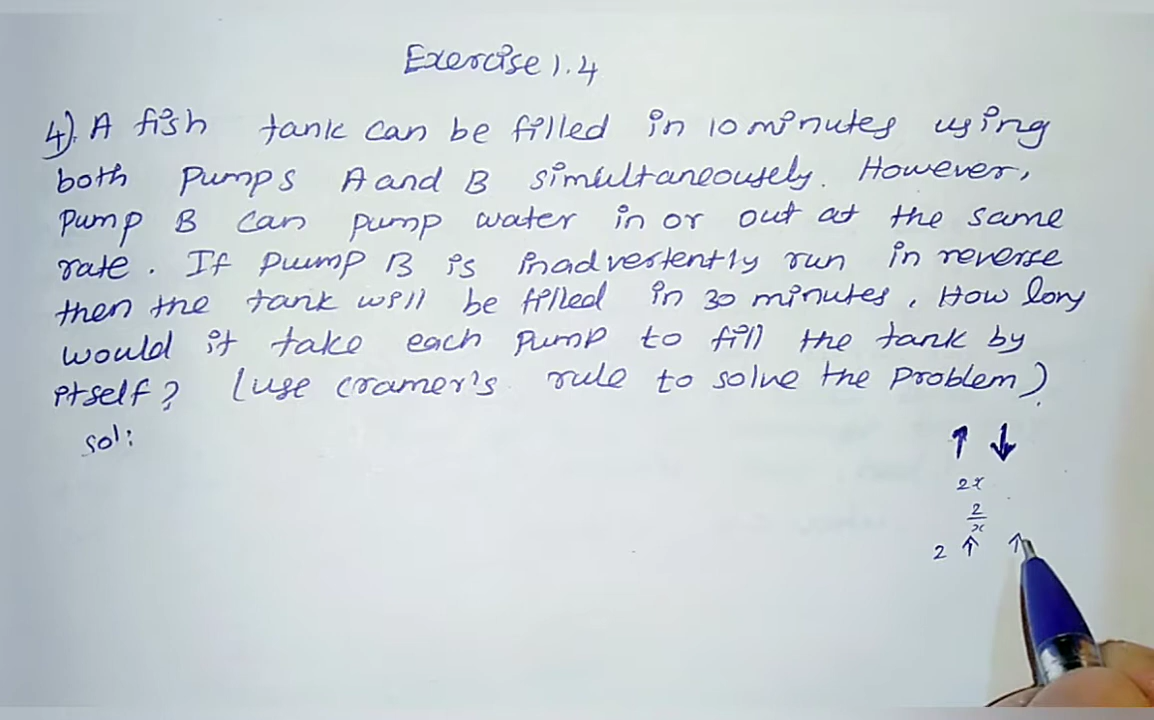 Exercise 1.4
4). A fish tank can be filled in 10 minutes using
both Pumps A and B simultaneously. However,
Pump B can pump water in or out at the same
rate. If Pump B is inadvertently run in reverse
then the tank will be filled in 30 minutes. How long
would it take each Pump to fill the tank by
itself? (use cramer's rule to solve the Problem).
Sol:
↑ ↓
2x
2/x
2 ↑ ↑